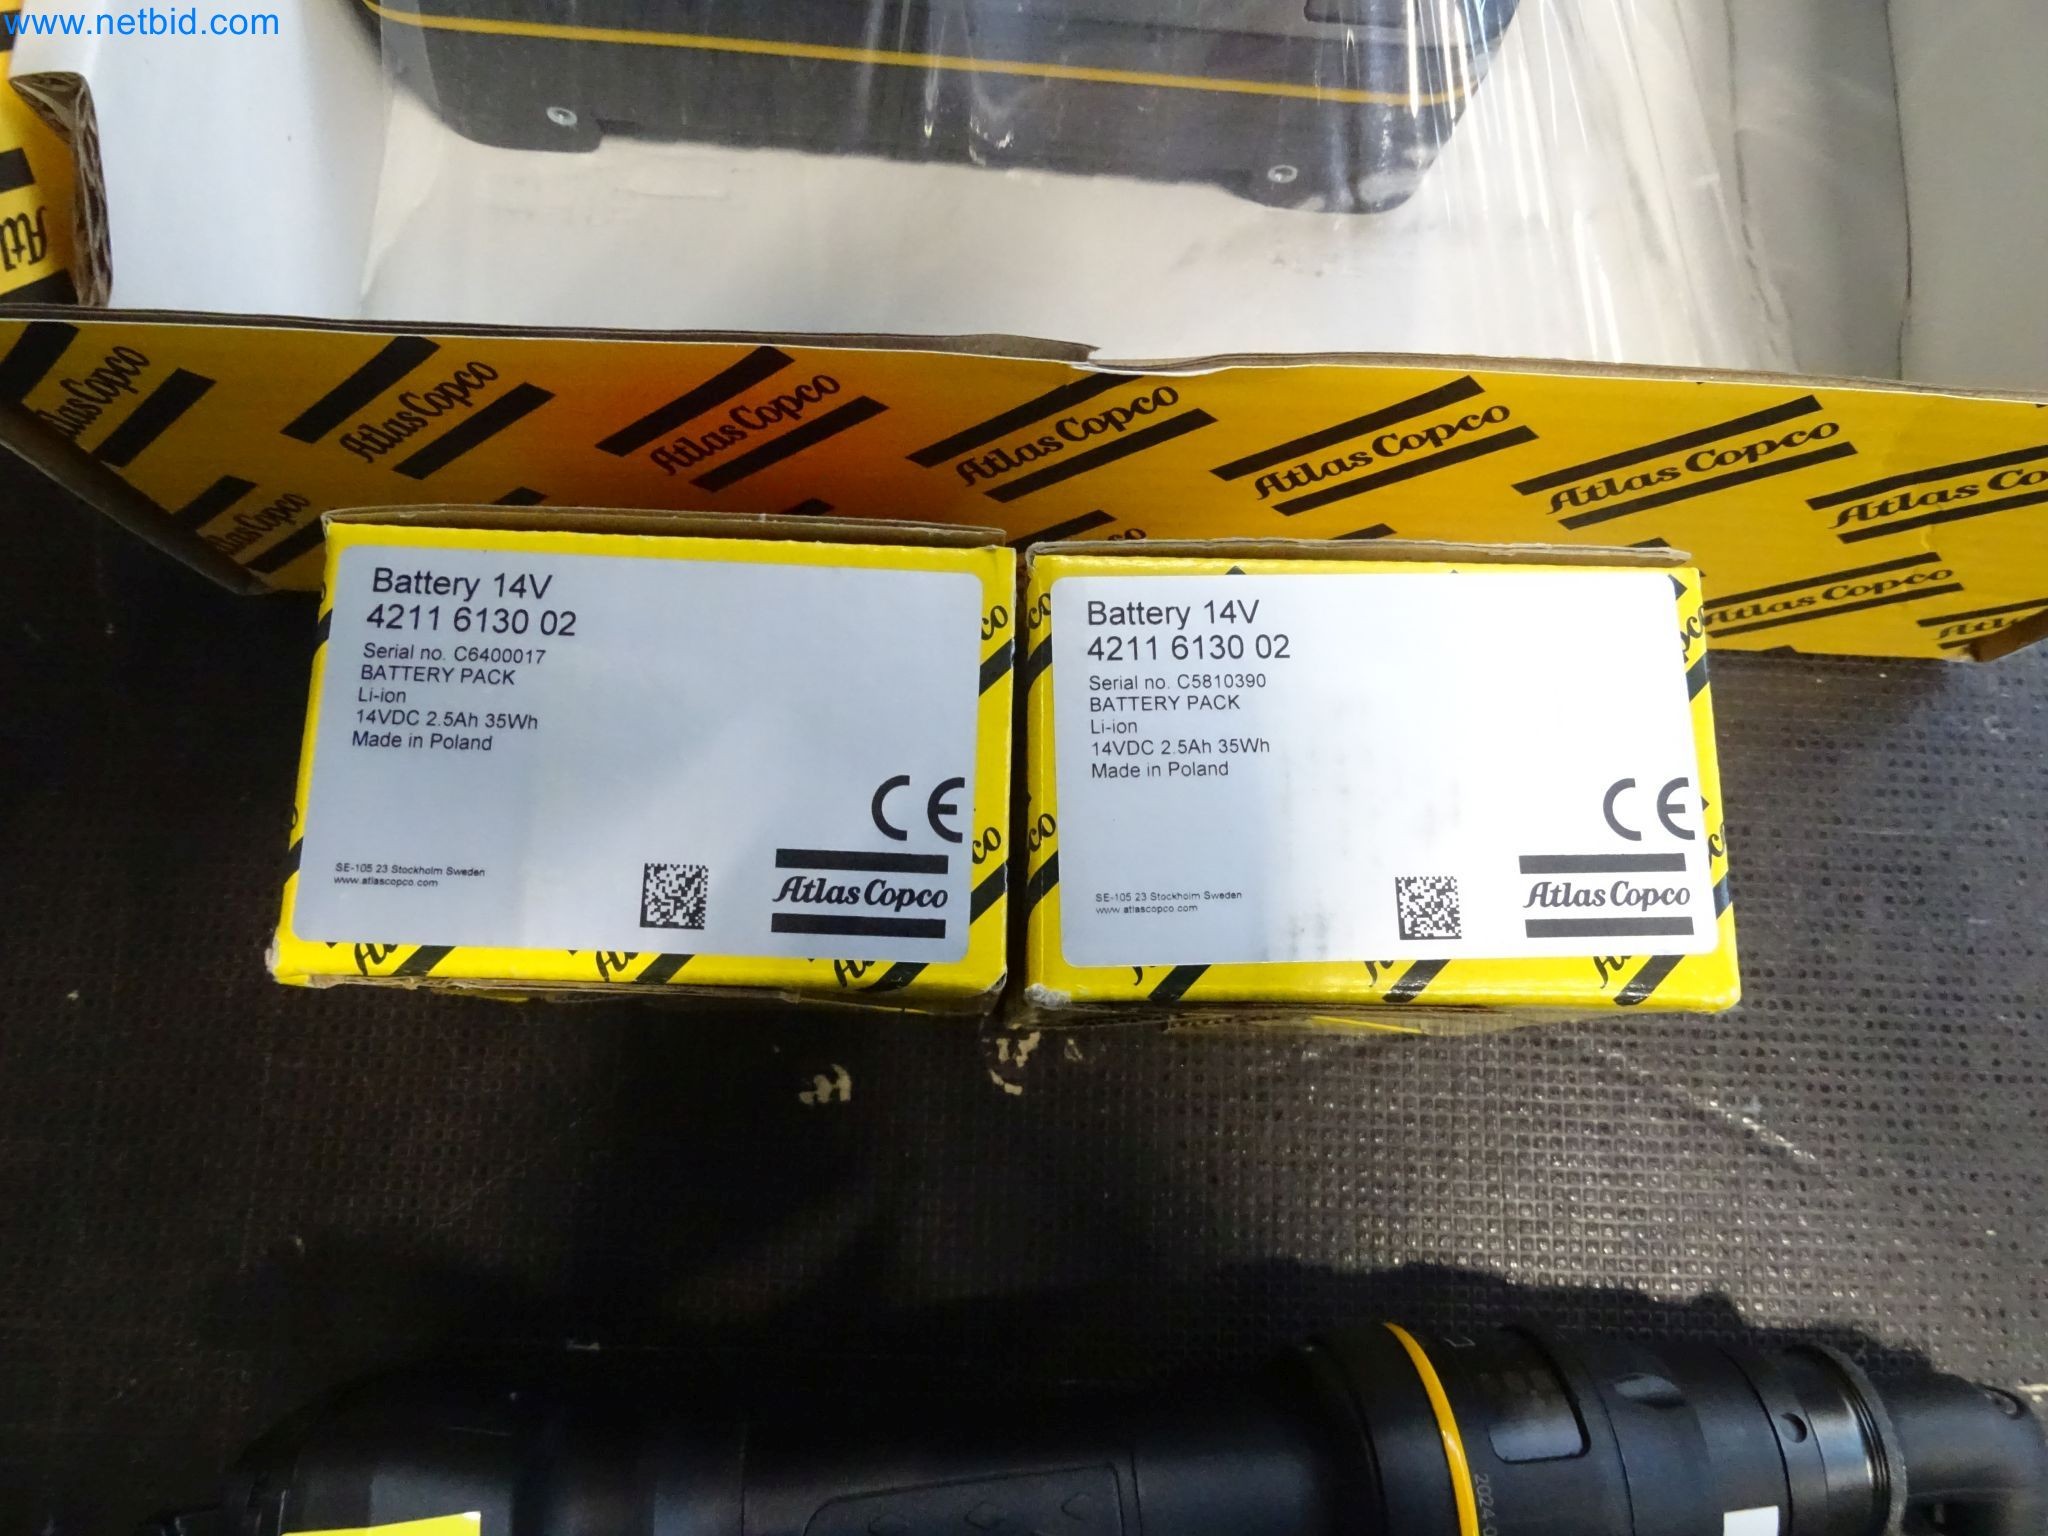 www.netbid.com
Atlas Copco
Atlas Copco
Atlas Copco
Atlas Copco
Atlas Copco
Atlas Copco
Atlas Co
Atlas Copco
Atlas Copco
Battery 14V
4211 6130 02
Serial no. C6400017
BATTERY PACK
Li-ion
14VDC 2.5Ah 35Wh
Made in Poland
CE
SE-105 23 Stockholm Sweden
www.atlascopco.com
Atlas Copco
Battery 14V
4211 6130 02
Serial no. C5810390
BATTERY PACK
Li-ion
14VDC 2.5Ah 35Wh
Made in Poland
CE
SE-105 23 Stockholm Sweden
www.atlascopco.com
Atlas Copco